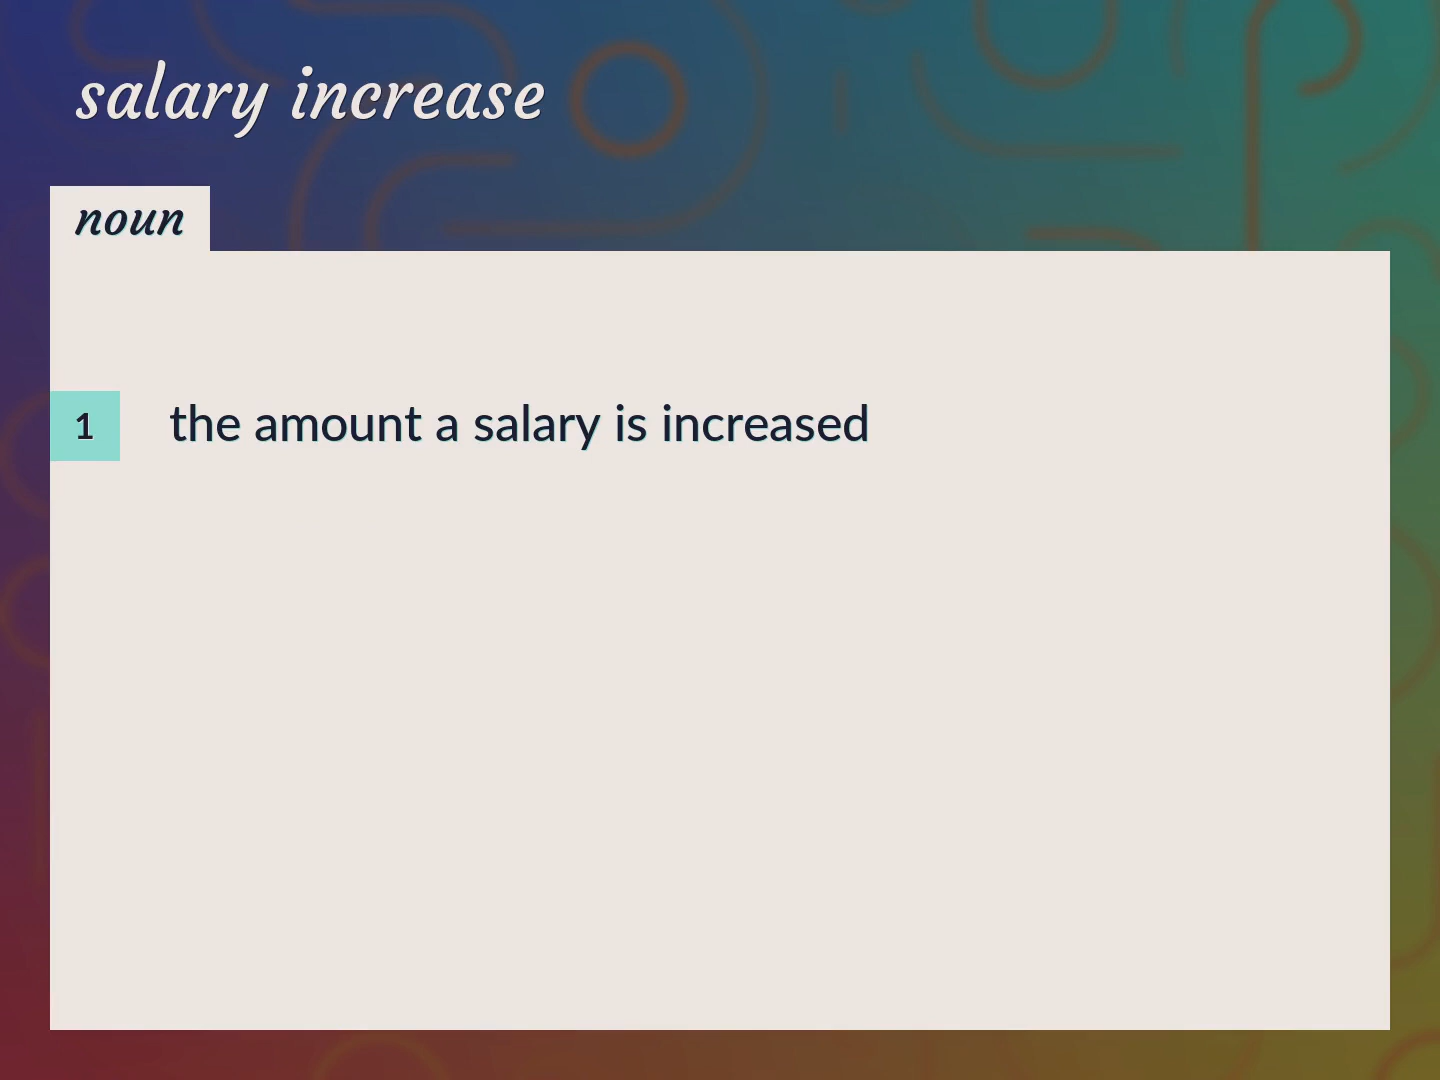 salary increase
noun
1 the amount a salary is increased